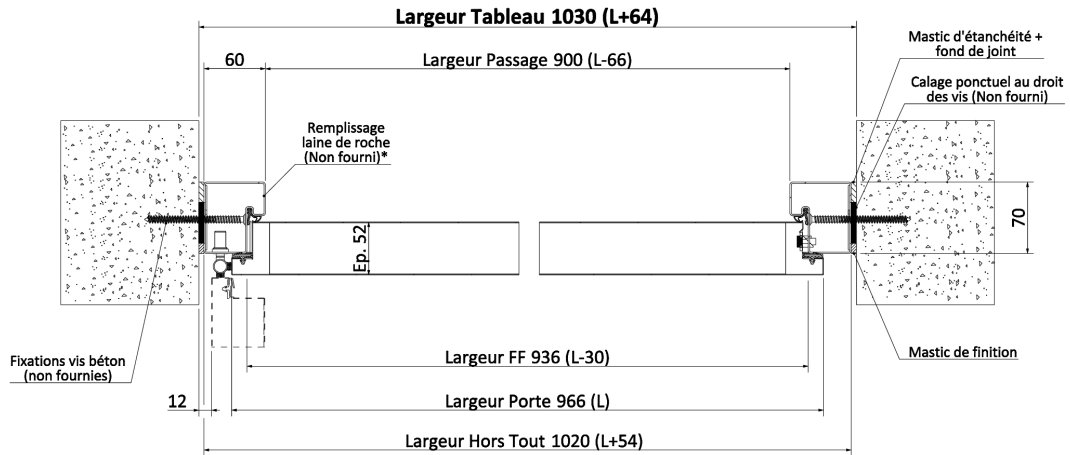 Largeur Tableau 1030 (L+64)
Mastic d'étanchéité +
fond de joint
60
Largeur Passage 900 (L-66)
Calage ponctuel au droit
des vis (Non fourni)
Remplissage
laine de roche
(Non fourni)*
70
Ep. 52
Fixations vis béton
(non fournies)
Largeur FF 936 (L-30)
Mastic de finition
12
Largeur Porte 966 (L)
Largeur Hors Tout 1020 (L+54)